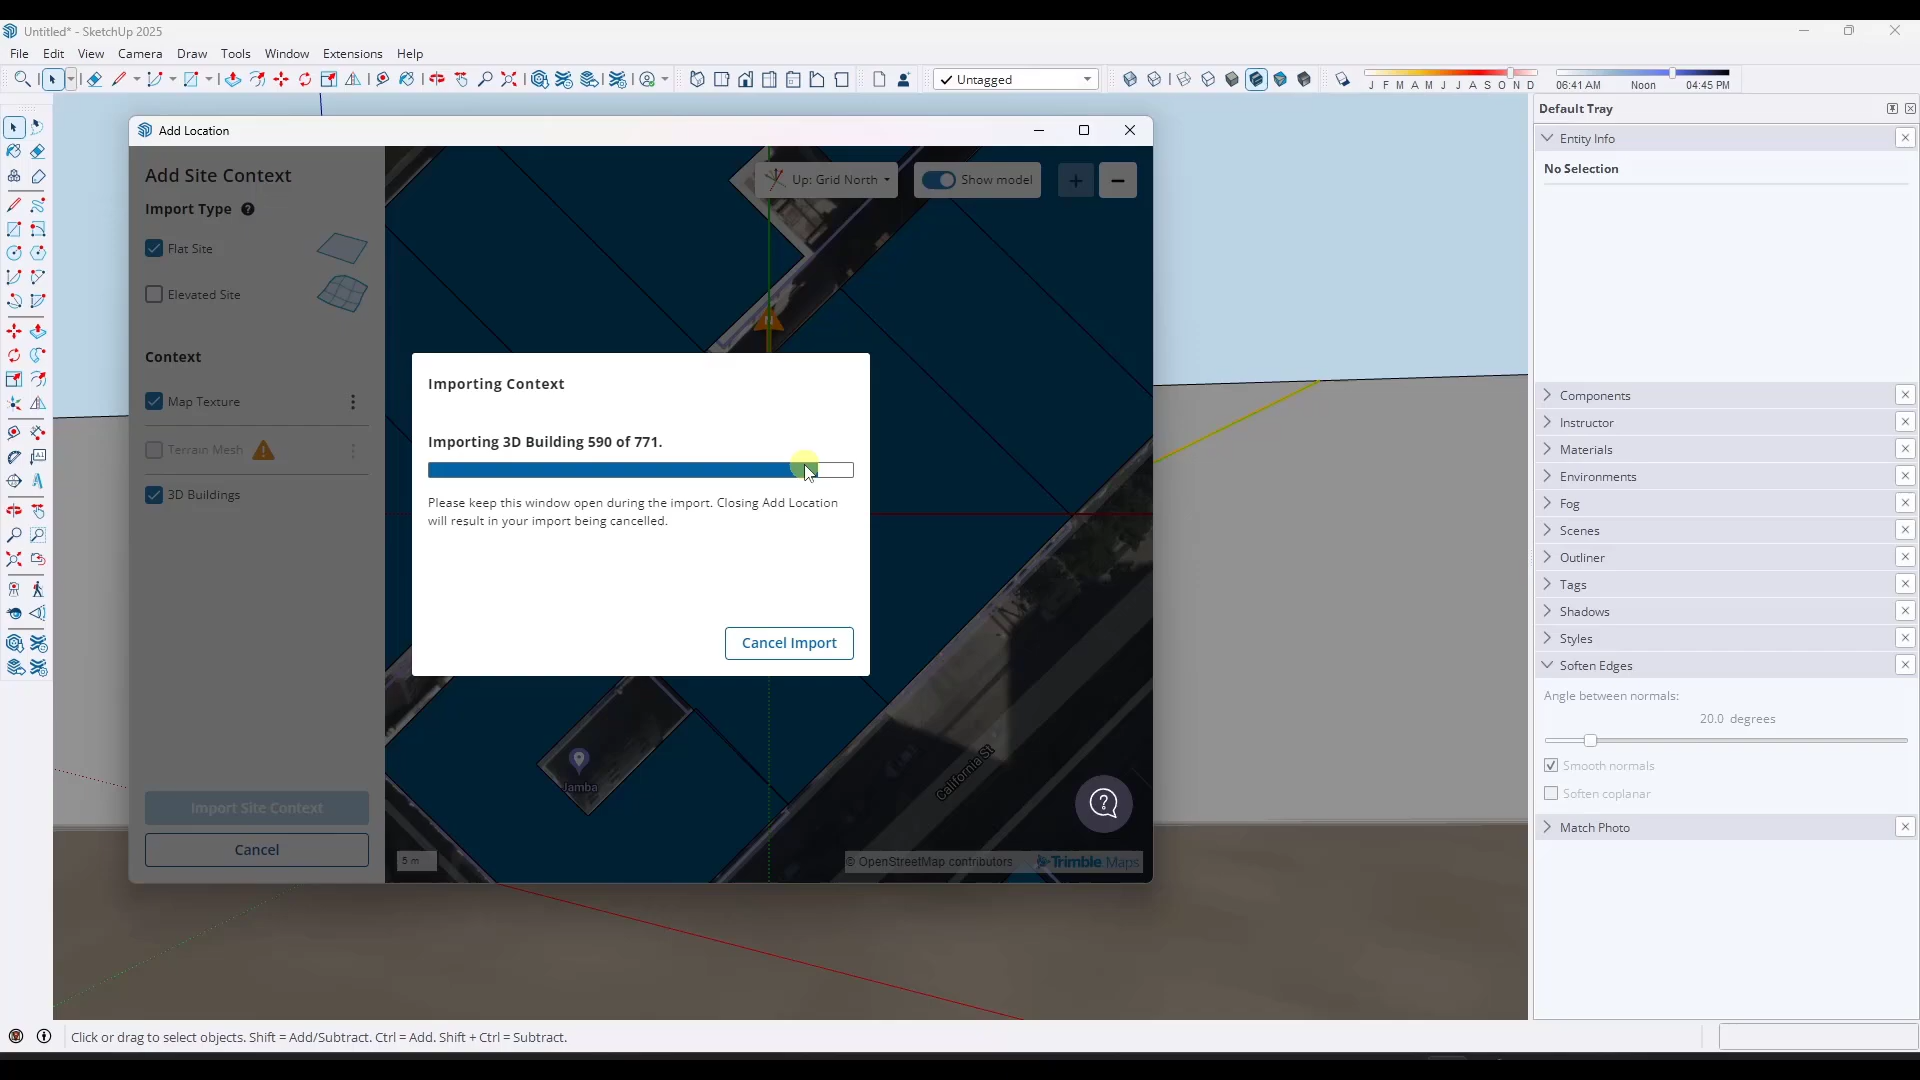 Untitled* - SketchUp 2025
File Edit View Camera Draw Tools Window Extensions Help
Untagged
J F M A M J J A S O N D
06:41 AM Noon 04:45 PM
Add Location
Add Site Context
Import Type
Flat Site
Elevated Site
Context
Map Texture
Terrain Mesh
3D Buildings
Import Site Context
Cancel
Up: Grid North
Show model
Importing Context
Importing 3D Building 590 of 771.
Please keep this window open during the import. Closing Add Location
will result in your import being cancelled.
Cancel Import
Jamba
California St
5 m
© OpenStreetMap contributors
Trimble Maps
Default Tray
Entity Info
No Selection
Components
Instructor
Materials
Environments
Fog
Scenes
Outliner
Tags
Shadows
Styles
Soften Edges
Angle between normals:
20.0 degrees
Smooth normals
Soften coplanar
Match Photo
Click or drag to select objects. Shift = Add/Subtract. Ctrl = Add. Shift + Ctrl = Subtract.